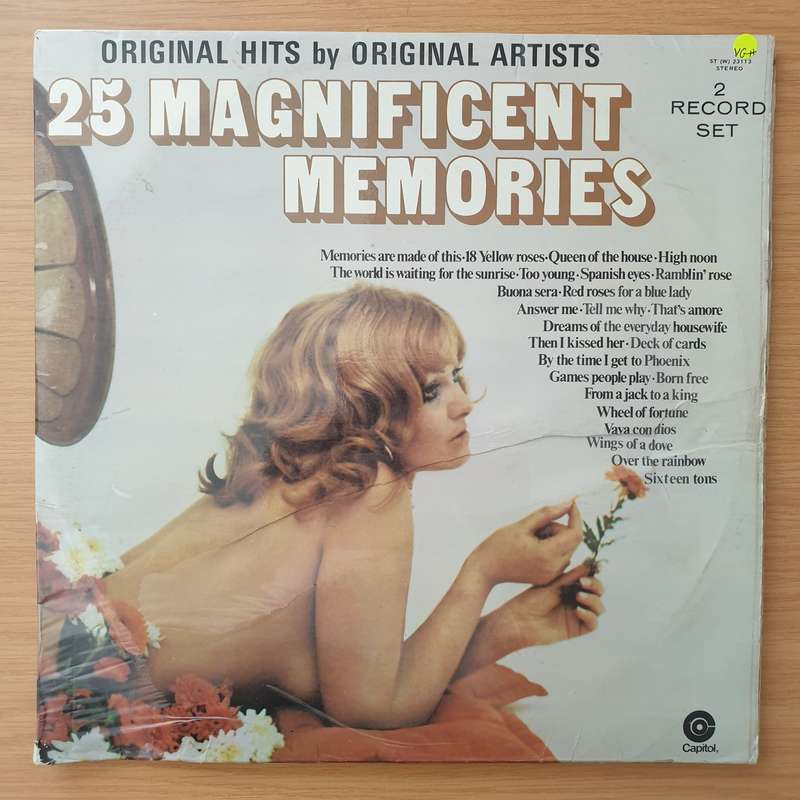 ORIGINAL HITS by ORIGINAL ARTISTS
VG+
ST (W) 23113
STEREO
25 MAGNIFICENT
MEMORIES
2
RECORD
SET
Memories are made of this·18 Yellow roses·Queen of the house·High noon
The world is waiting for the sunrise·Too young·Spanish eyes·Ramblin' rose
Buona sera·Red roses for a blue lady
Answer me·Tell me why·That's amore
Dreams of the everyday housewife
Then I kissed her·Deck of cards
By the time I get to Phoenix
Games people play·Born free
From a jack to a king
Wheel of fortune
Vaya con dios
Wings of a dove
Over the rainbow
Sixteen tons
Capitol